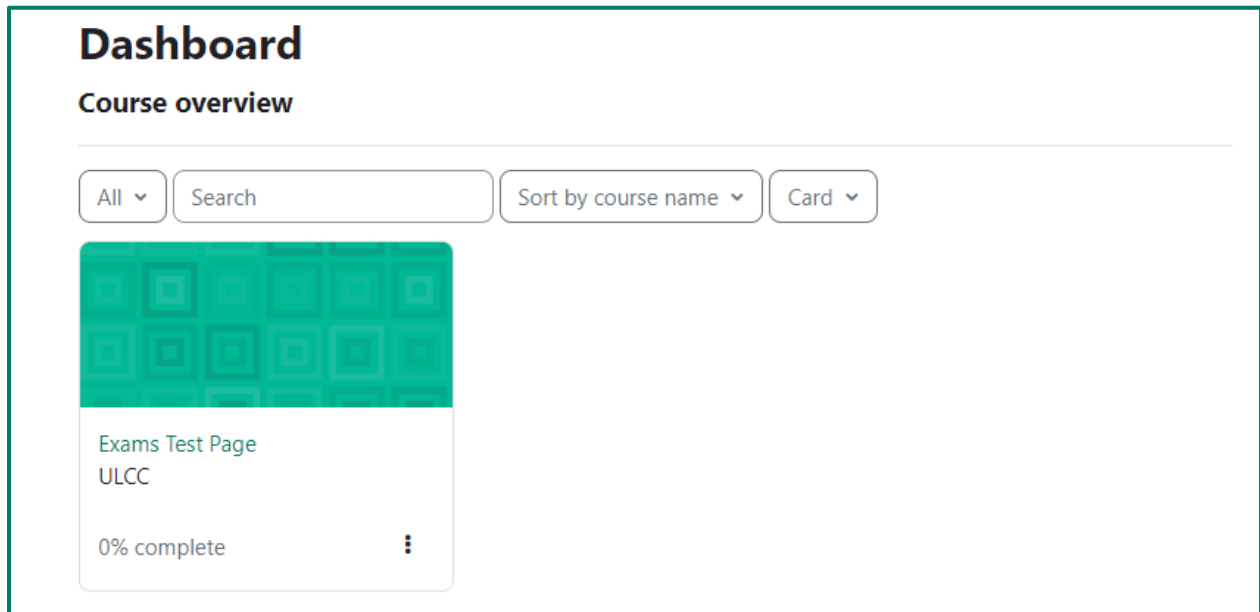 Dashboard
Course overview
All Search Sort by course name Card
Exams Test Page
ULCC
0% complete